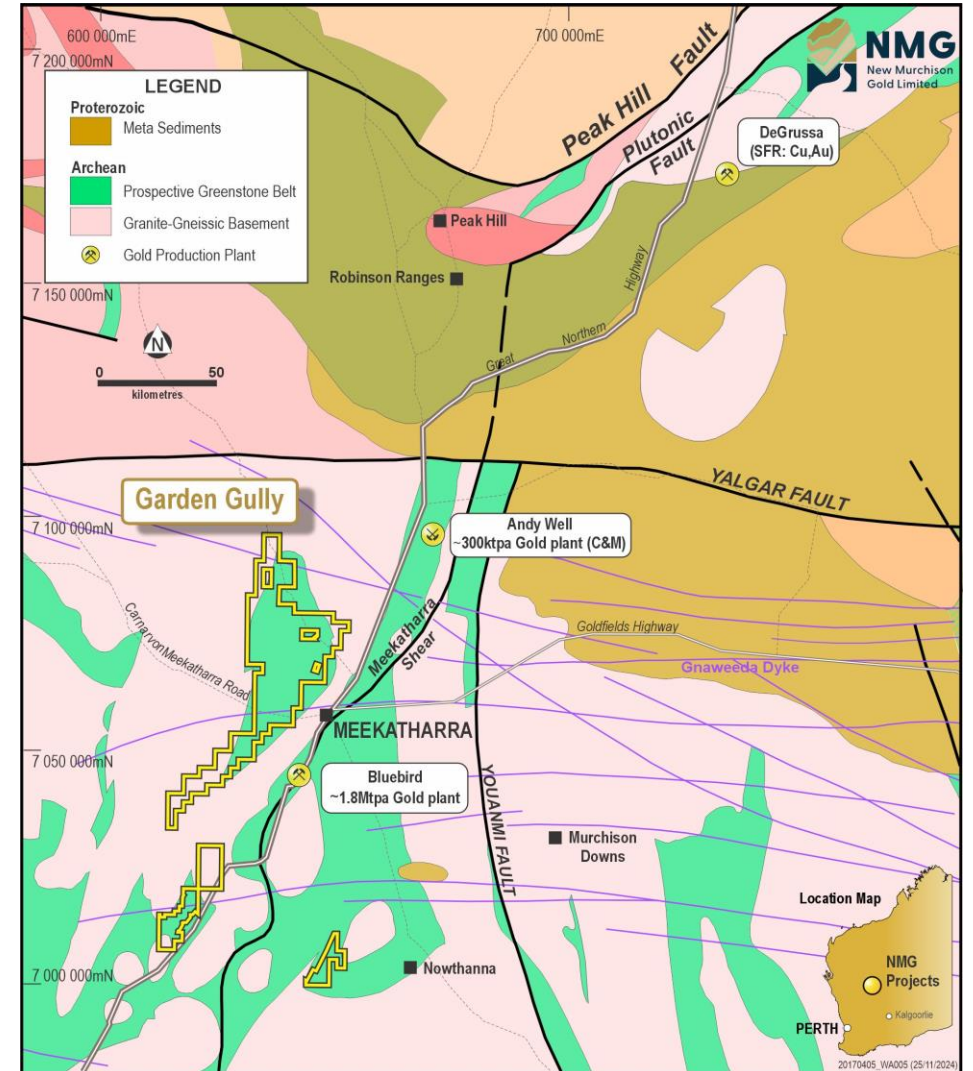 600 000mE
700 000mE
7 200 000mN
NMG
New Murchison
Gold Limited
LEGEND
Proterozoic
Meta Sediments
Archean
Prospective Greenstone Belt
Granite-Gneissic Basement
Gold Production Plant
Peak Hill Fault
Plutonic
Fault
DeGrussa
(SFR: Cu,Au)
Peak Hill
Robinson Ranges
7 150 000mN
N
0
50
kilometres
Great Northern Highway
Garden Gully
YALGAR FAULT
7 100 000mN
Andy Well
~300ktpa Gold plant (C&M)
Meekatharra
Shear
Goldfields Highway
Gnaweeda Dyke
CarnarvonMeekatharra Road
MEEKATHARRA
7 050 000mN
Bluebird
~1.8Mtpa Gold plant
YOUANMI FAULT
Murchison
Downs
Location Map
NMG
Projects
Kalgoorlie
PERTH
Nowthanna
7 000 000mN
20170405_WA005 (25/11/2024)